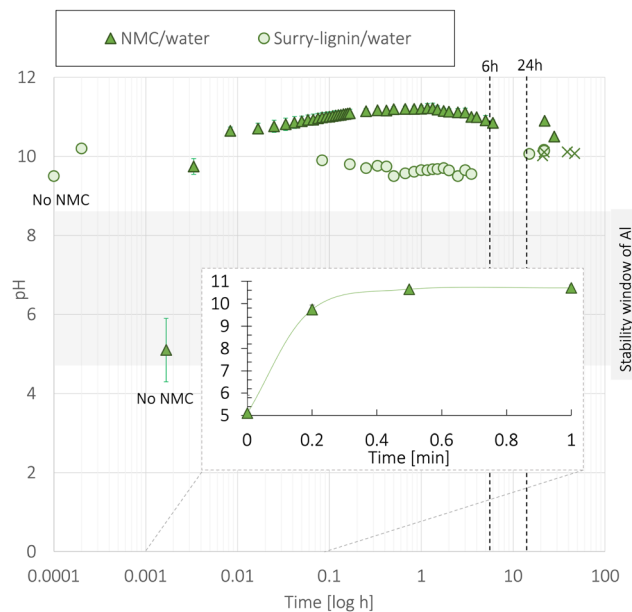 NMC/water Surry-lignin/water
6h 24h
12
10
8
6
4
2
0
pH
No NMC
No NMC
Stability window of Al
11
10
9
8
7
6
5
0 0.2 0.4 0.6 0.8 1
Time [min]
0.0001 0.001 0.01 0.1 1 10 100
Time [log h]